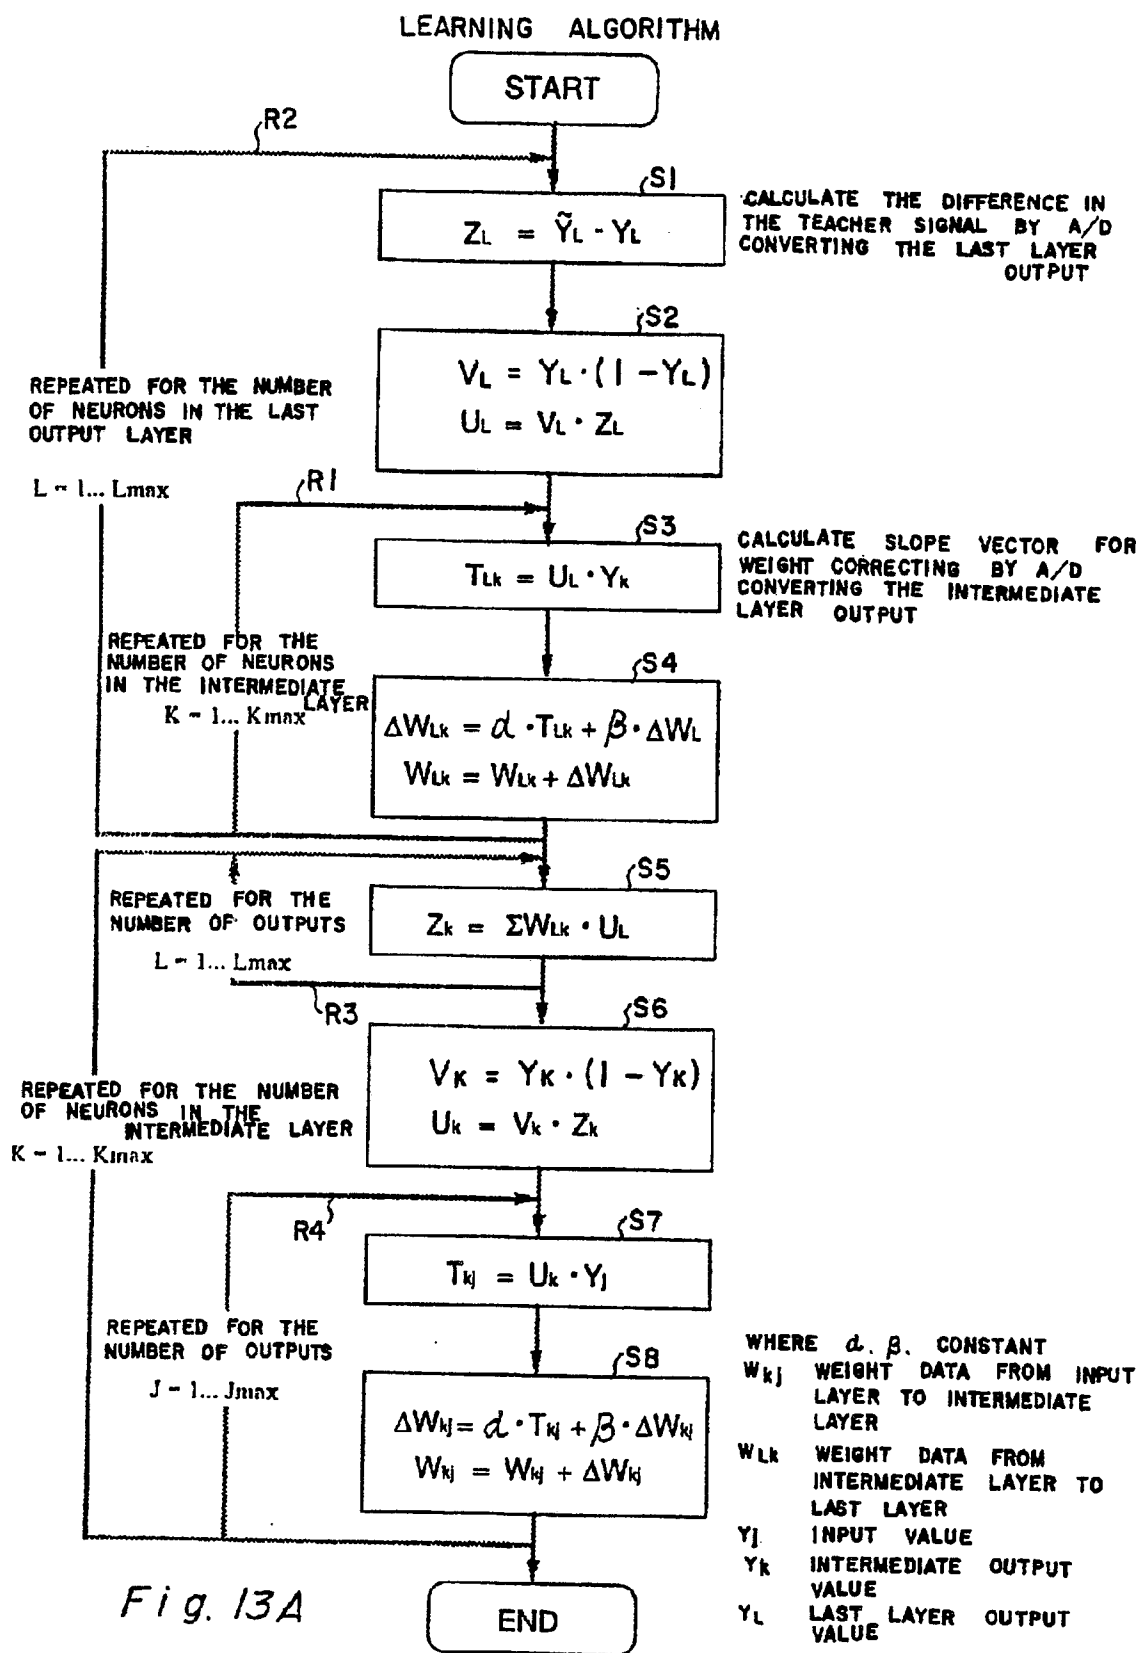 LEARNING ALGORITHM
START
R2
S1
Z_L = Ỹ_L - Y_L
CALCULATE THE DIFFERENCE IN
THE TEACHER SIGNAL BY A/D
CONVERTING THE LAST LAYER
OUTPUT
S2
V_L = Y_L · (1 - Y_L)
U_L = V_L · Z_L
REPEATED FOR THE NUMBER
OF NEURONS IN THE LAST
OUTPUT LAYER
L - 1... Lmax
R1
S3
T_Lk = U_L · Y_k
CALCULATE SLOPE VECTOR FOR
WEIGHT CORRECTING BY A/D
CONVERTING THE INTERMEDIATE
LAYER OUTPUT
REPEATED FOR THE
NUMBER OF NEURONS
IN THE INTERMEDIATE
LAYER
K - 1... Kmax
S4
ΔW_Lk = α · T_Lk + β · ΔW_L
W_Lk = W_Lk + ΔW_Lk
S5
Z_k = ΣW_Lk · U_L
REPEATED FOR THE
NUMBER OF OUTPUTS
L - 1... Lmax
R3
S6
V_K = Y_K · (1 - Y_K)
U_k = V_k · Z_k
REPEATED FOR THE NUMBER
OF NEURONS IN THE
INTERMEDIATE LAYER
K - 1... Kmax
R4
S7
T_kj = U_k · Y_j
REPEATED FOR THE
NUMBER OF OUTPUTS
J - 1... Jmax
S8
ΔW_kj = α · T_kj + β · ΔW_kj
W_kj = W_kj + ΔW_kj
END
WHERE α. β. CONSTANT
W_kj WEIGHT DATA FROM INPUT
LAYER TO INTERMEDIATE
LAYER
W_Lk WEIGHT DATA FROM
INTERMEDIATE LAYER TO
LAST LAYER
Y_j INPUT VALUE
Y_k INTERMEDIATE OUTPUT
VALUE
Y_L LAST LAYER OUTPUT
VALUE
Fig. 13A